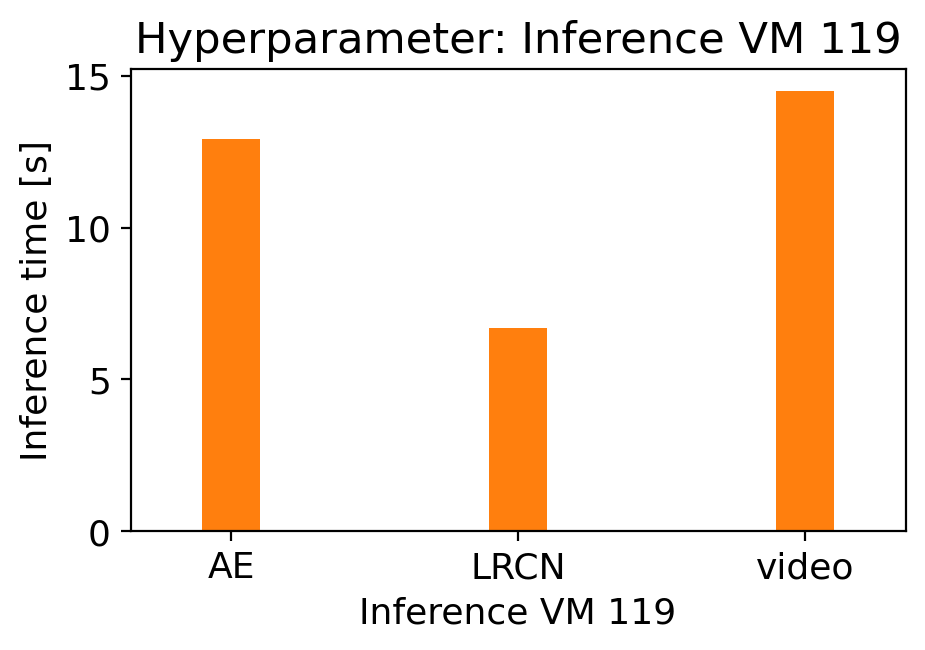 Hyperparameter: Inference VM 119
Inference time [s]
15
10
5
0
AE LRCN video
Inference VM 119